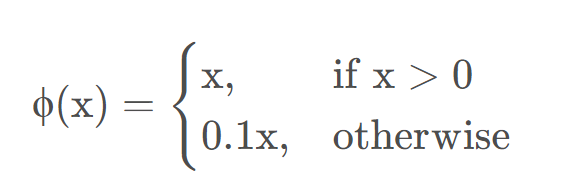 ϕ(x) = { x, if x > 0
0.1x, otherwise